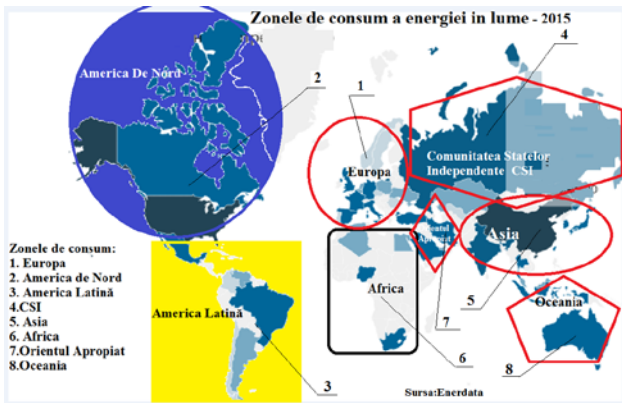 Zonele de consum a energiei in lume - 2015
4
America De Nord
2
1
Europa
Comunitatea Statelor
Independente CSI
Orientul
Apropiat
Asia
Zonele de consum:
1. Europa
2. America de Nord
3. America Latină
4.CSI
5. Asia
6. Africa
7.Orientul Apropiat
8.Oceania
America Latină
Africa
Oceania
5
7
6
8
3
Sursa:Enerdata